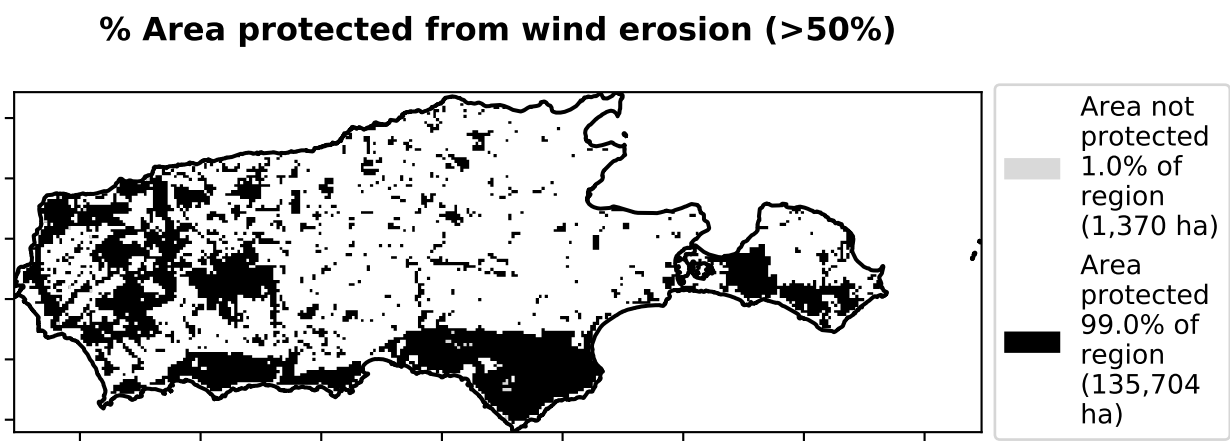 % Area protected from wind erosion (>50%)
Area not
protected
1.0% of
region
(1,370 ha)
Area
protected
99.0% of
region
(135,704
ha)